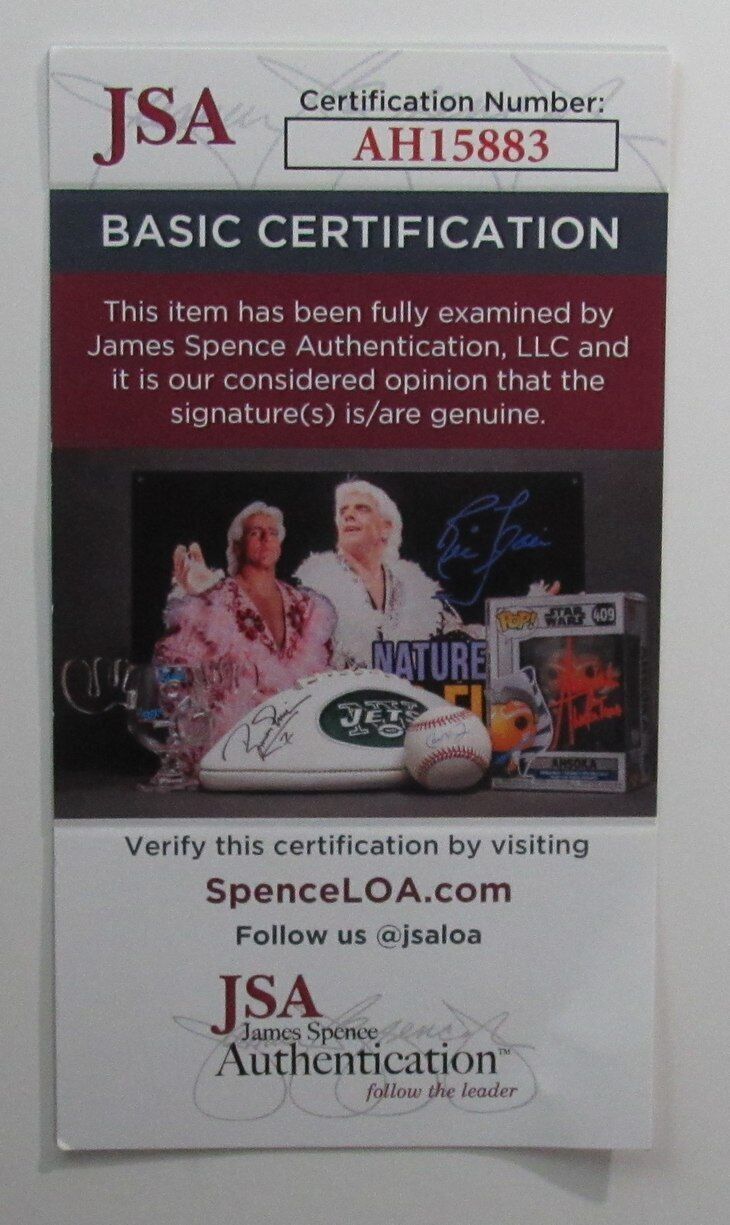 JSA
Certification Number:
AH15883
BASIC CERTIFICATION
This item has been fully examined by
James Spence Authentication, LLC and
it is our considered opinion that the
signature(s) is/are genuine.
NATURE
JETS
POP!
STAR
WARS
409
AHSOKA
Verify this certification by visiting
SpenceLOA.com
Follow us @jsaloa
JSA
James Spence
Authentication™
follow the leader